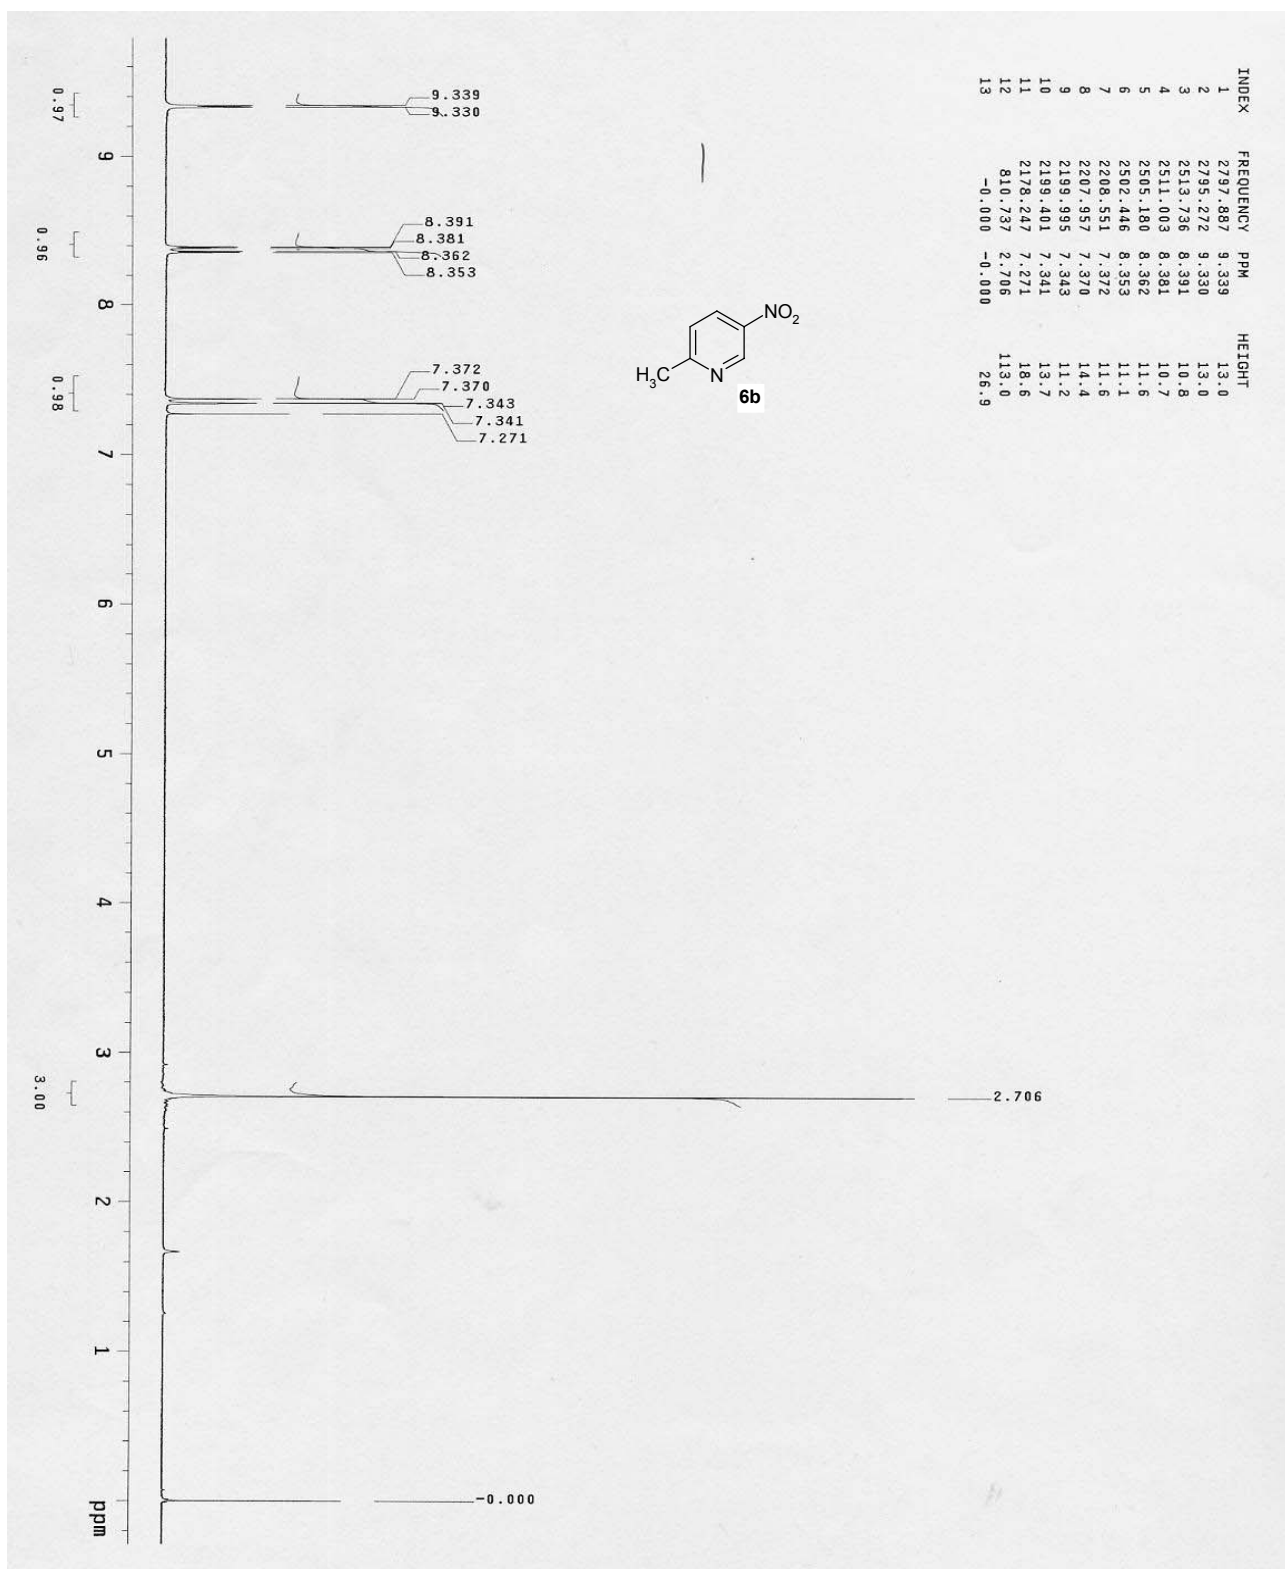 INDEX FREQUENCY PPM HEIGHT
1 2797.887 9.339 13.0
2 2795.272 9.330 13.0
3 2513.736 8.391 10.8
4 2511.003 8.381 10.7
5 2505.180 8.362 11.6
6 2502.446 8.353 11.1
7 2208.551 7.372 11.6
8 2207.957 7.370 14.4
9 2199.995 7.343 11.2
10 2199.401 7.341 13.7
11 2178.247 7.271 18.6
12 810.737 2.706 113.0
13 -0.000 -0.000 26.9
9.339
9.330
8.391
8.381
8.362
8.353
7.372
7.370
7.343
7.341
7.271
2.706
-0.000
NO2
H3C
N
6b
9
8
7
6
5
4
3
2
1
ppm
0.97
0.96
0.98
3.00